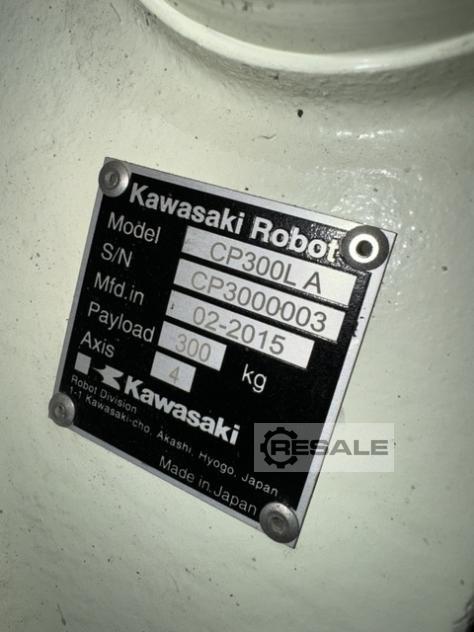 Kawasaki Robot
Model CP300L A
S/N CP3000003
Mfd.in 02-2015
Payload 300 kg
Axis 4
Kawasaki
Robot Division
1-1 Kawasaki-cho, Akashi, Hyogo, Japan
Made in Japan
RESALE